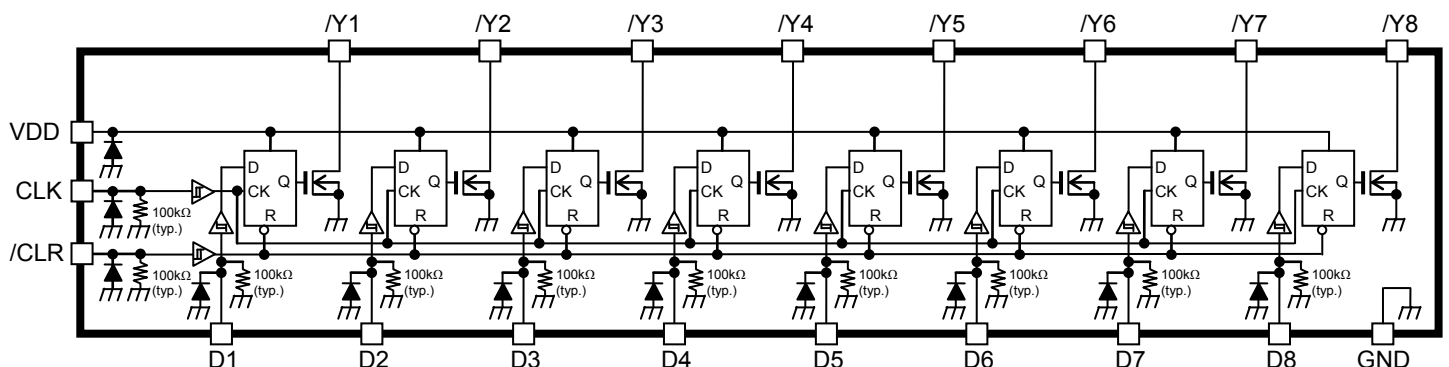 /Y1 /Y2 /Y3 /Y4 /Y5 /Y6 /Y7 /Y8
VDD
D D D D D D D D
CLK
CK Q CK Q CK Q CK Q CK Q CK Q CK Q CK Q
100kΩ
(typ.)
R R R R R R R R
/CLR
100kΩ 100kΩ 100kΩ 100kΩ 100kΩ 100kΩ 100kΩ 100kΩ 100kΩ
(typ.) (typ.) (typ.) (typ.) (typ.) (typ.) (typ.) (typ.) (typ.)
D1 D2 D3 D4 D5 D6 D7 D8 GND